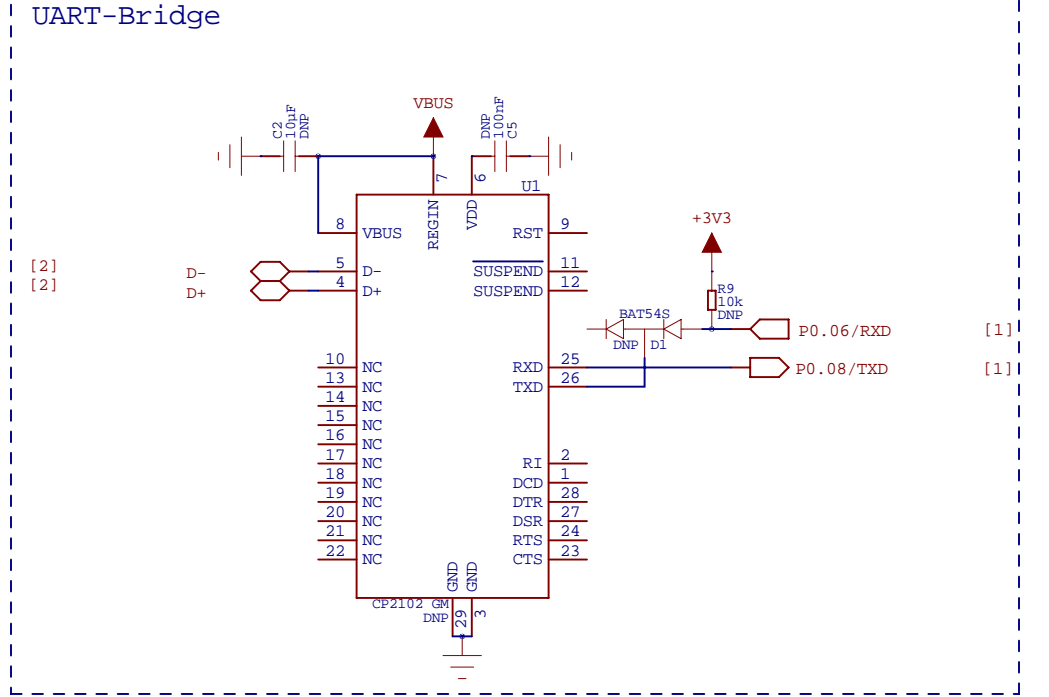 UART-Bridge
VBUS
C2
10µF
DNP
DNP
100nF
C5
7
6
U1
REGIN
VDD
8
VBUS
RST
9
+3V3
[2]
D-
5
D-
SUSPEND
11
[2]
D+
4
D+
SUSPEND
12
R9
10k
DNP
BAT54S
DNP
D1
P0.06/RXD
[1]
10
NC
RXD
25
P0.08/TXD
[1]
13
NC
TXD
26
14
NC
15
NC
16
NC
17
NC
RI
2
18
NC
DCD
1
19
NC
DTR
28
20
NC
DSR
27
21
NC
RTS
24
22
NC
CTS
23
GND
GND
CP2102 GM
DNP
29
3